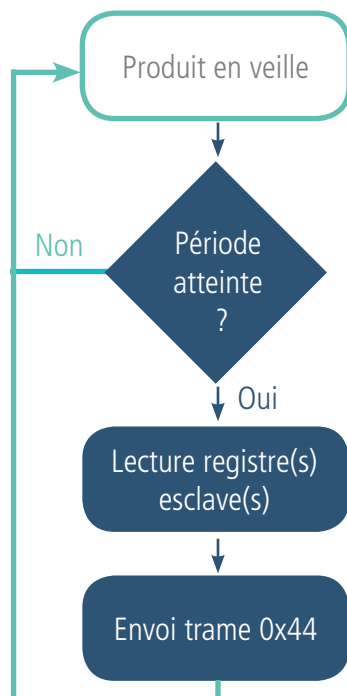 Produit en veille
Non
Période
atteinte
?
Oui
Lecture registre(s)
esclave(s)
Envoi trame 0x44